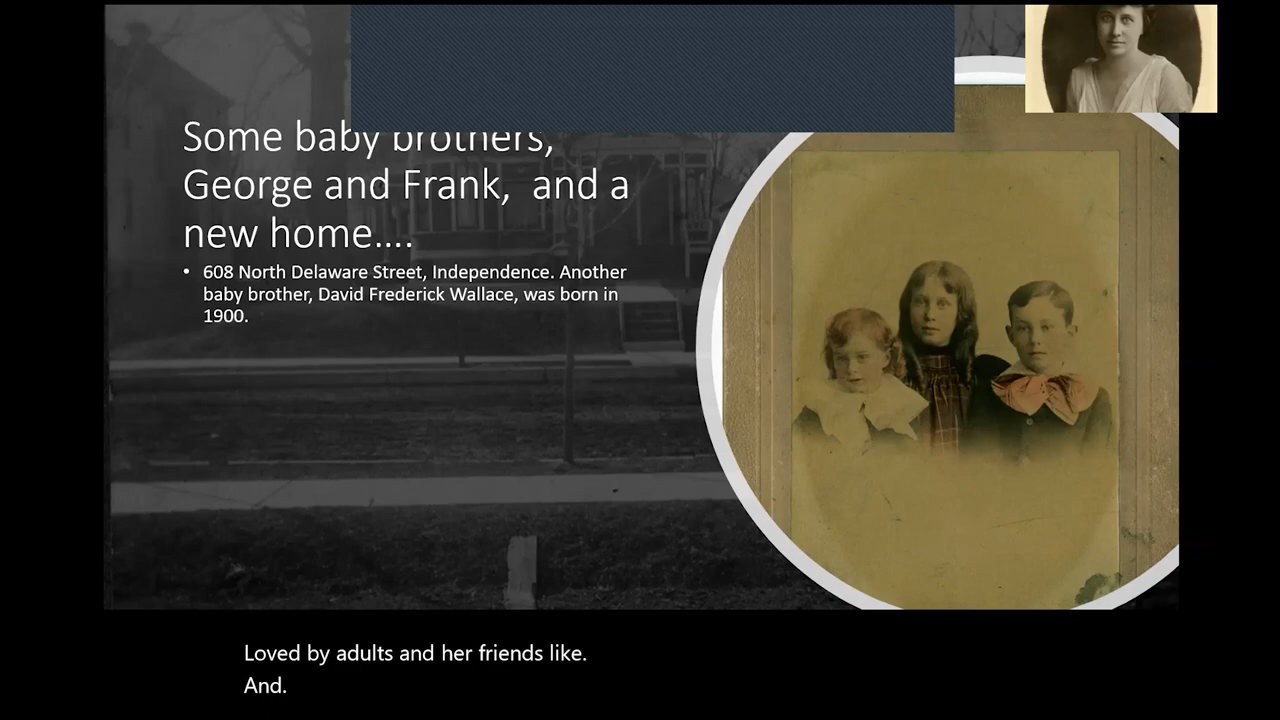 Some baby brothers,
George and Frank,  and a
new home....
• 608 North Delaware Street, Independence. Another
baby brother, David Frederick Wallace, was born in
1900.
Loved by adults and her friends like.
And.